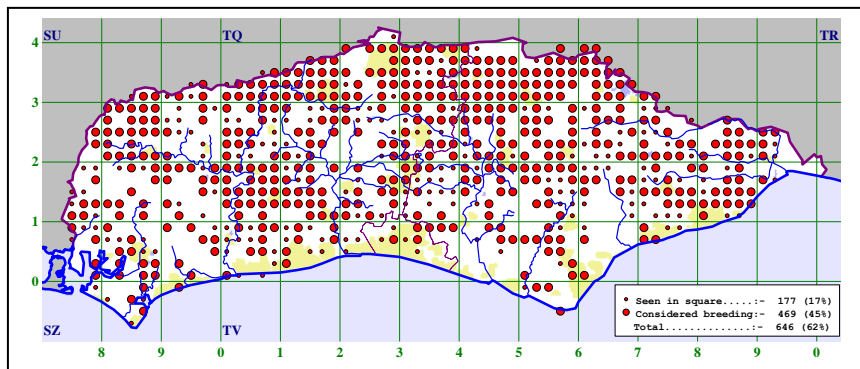 SU TQ TR
4
3
2
1
0
Seen in square.....:- 177 (17%)
Considered breeding:- 469 (45%)
Total..............:- 646 (62%)
SZ TV
8 9 0 1 2 3 4 5 6 7 8 9 0